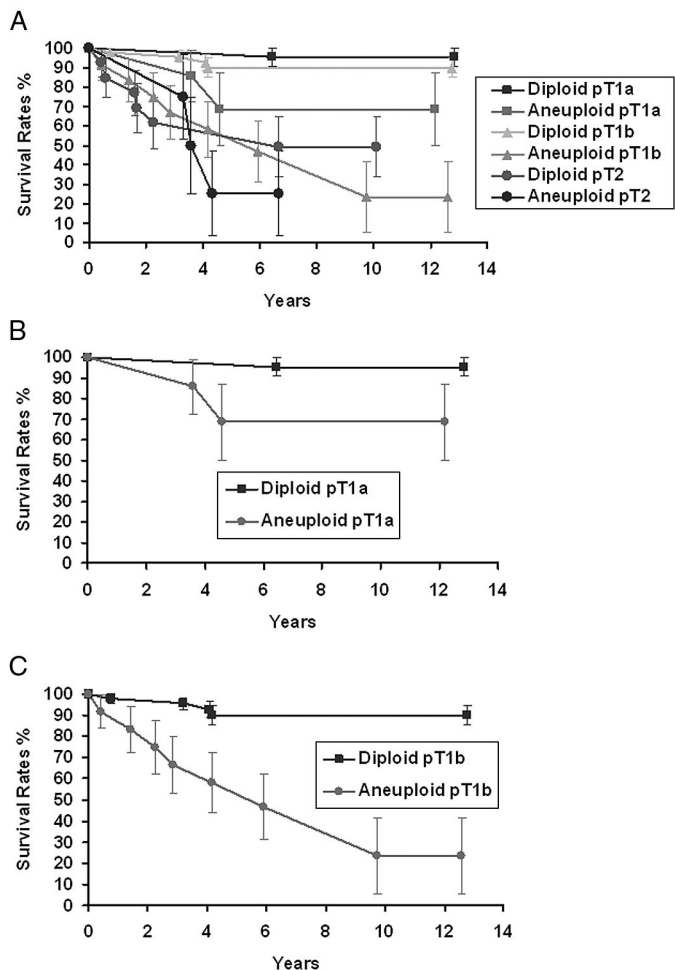 A
Survival Rates %
100
90
80
70
60
50
40
30
20
10
0
0 2 4 6 8 10 12 14
Years
Diploid pT1a
Aneuploid pT1a
Diploid pT1b
Aneuploid pT1b
Diploid pT2
Aneuploid pT2
B
Survival Rates %
100
90
80
70
60
50
40
30
20
10
0
0 2 4 6 8 10 12 14
Years
Diploid pT1a
Aneuploid pT1a
C
Survival Rates %
100
90
80
70
60
50
40
30
20
10
0
0 2 4 6 8 10 12 14
Years
Diploid pT1b
Aneuploid pT1b